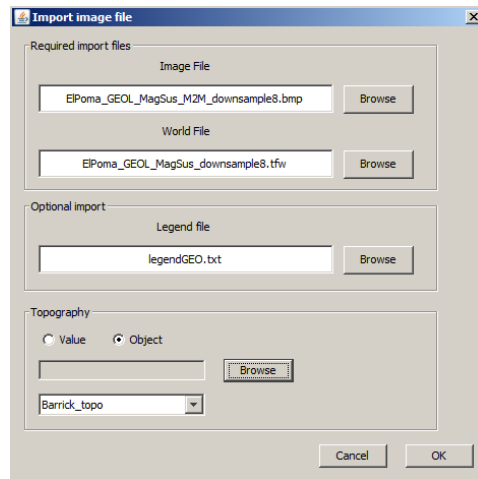 Import image file
Required import files
Image File
ElPoma_GEOL_MagSus_M2M_downsample8.bmp
Browse
World File
ElPoma_GEOL_MagSus_downsample8.tfw
Browse
Optional import
Legend file
legendGEO.txt
Browse
Topography
Value Object
Browse
Barrick_topo
Cancel OK